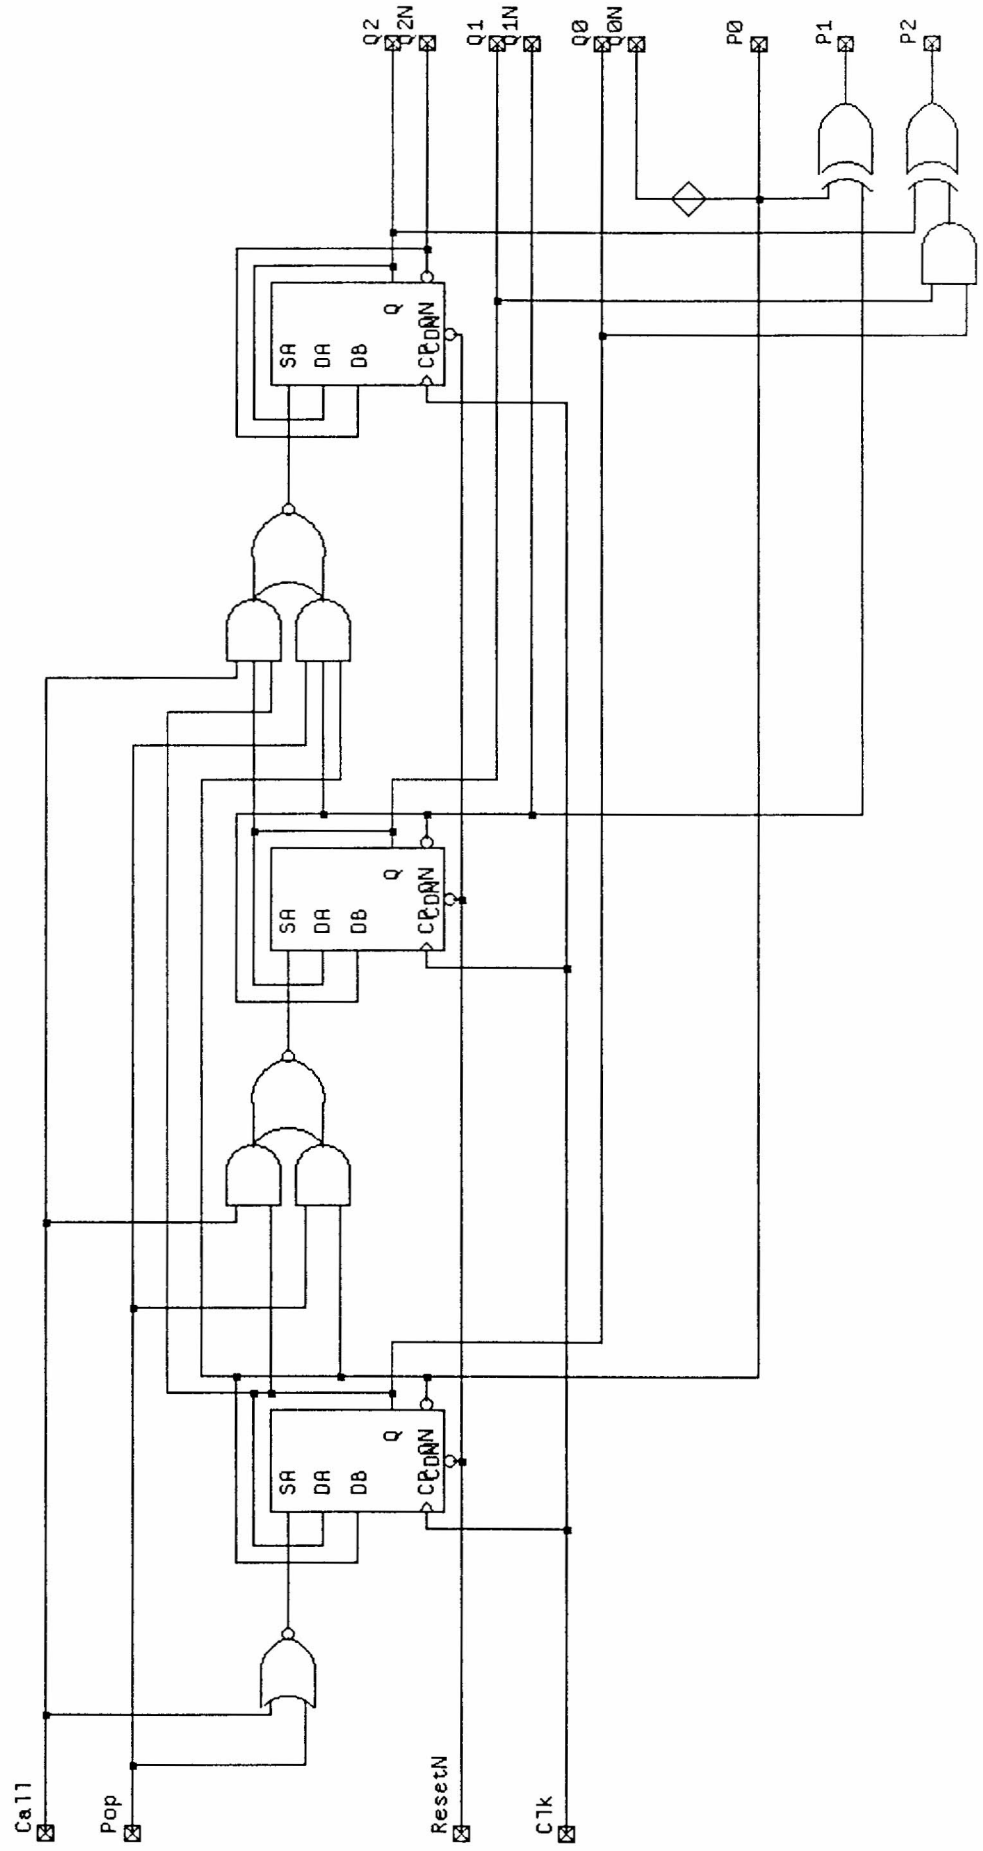 Call
Pop
ResetN
Clk
SA
DA
DB
Q
QN
CP
CDN
SA
DA
DB
Q
QN
CP
CDN
SA
DA
DB
Q
QN
CP
CDN
Q2
Q2N
Q1
Q1N
Q0
Q0N
P0
P1
P2